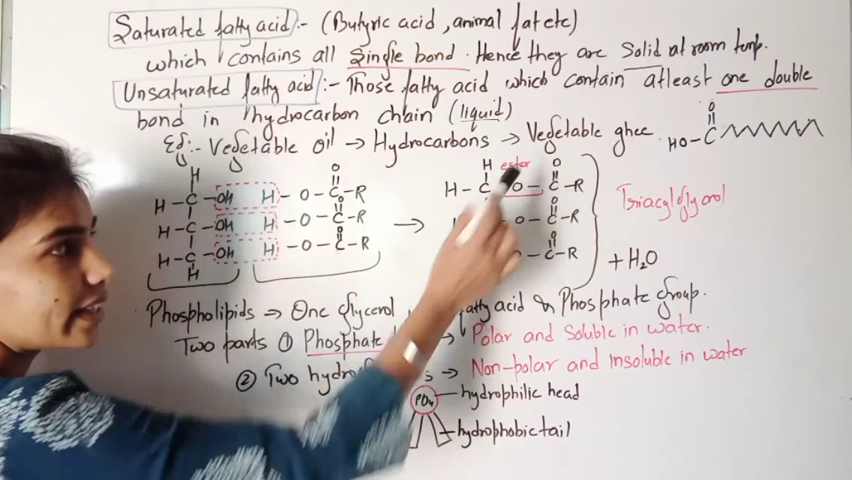 Saturated fatty acid :- (Butyric acid, animal fat etc)
which contains all Single bond. Hence they are Solid at room temp.
Unsaturated fatty acid :- Those fatty acid which contain atleast one double
bond in hydrocarbon chain (liquid)
Eg:- Vegetable oil → Hydrocarbons → Vegetable ghee
O
HO - C
H H ester O O
H - C - OH H - O - C - R H - C O - C - R
H - C - OH H - O - C - R → O - C - R
H - C - OH H - O - C - R O - C - R
H
Triacylglycerol
+ H2O
Phospholipids ⇒ One glycerol fatty acid & Phosphate group.
Two parts ① Phosphate → Polar and Soluble in water.
② Two → Non-polar and insoluble in water
PO4 hydrophilic head
hydrophobic tail